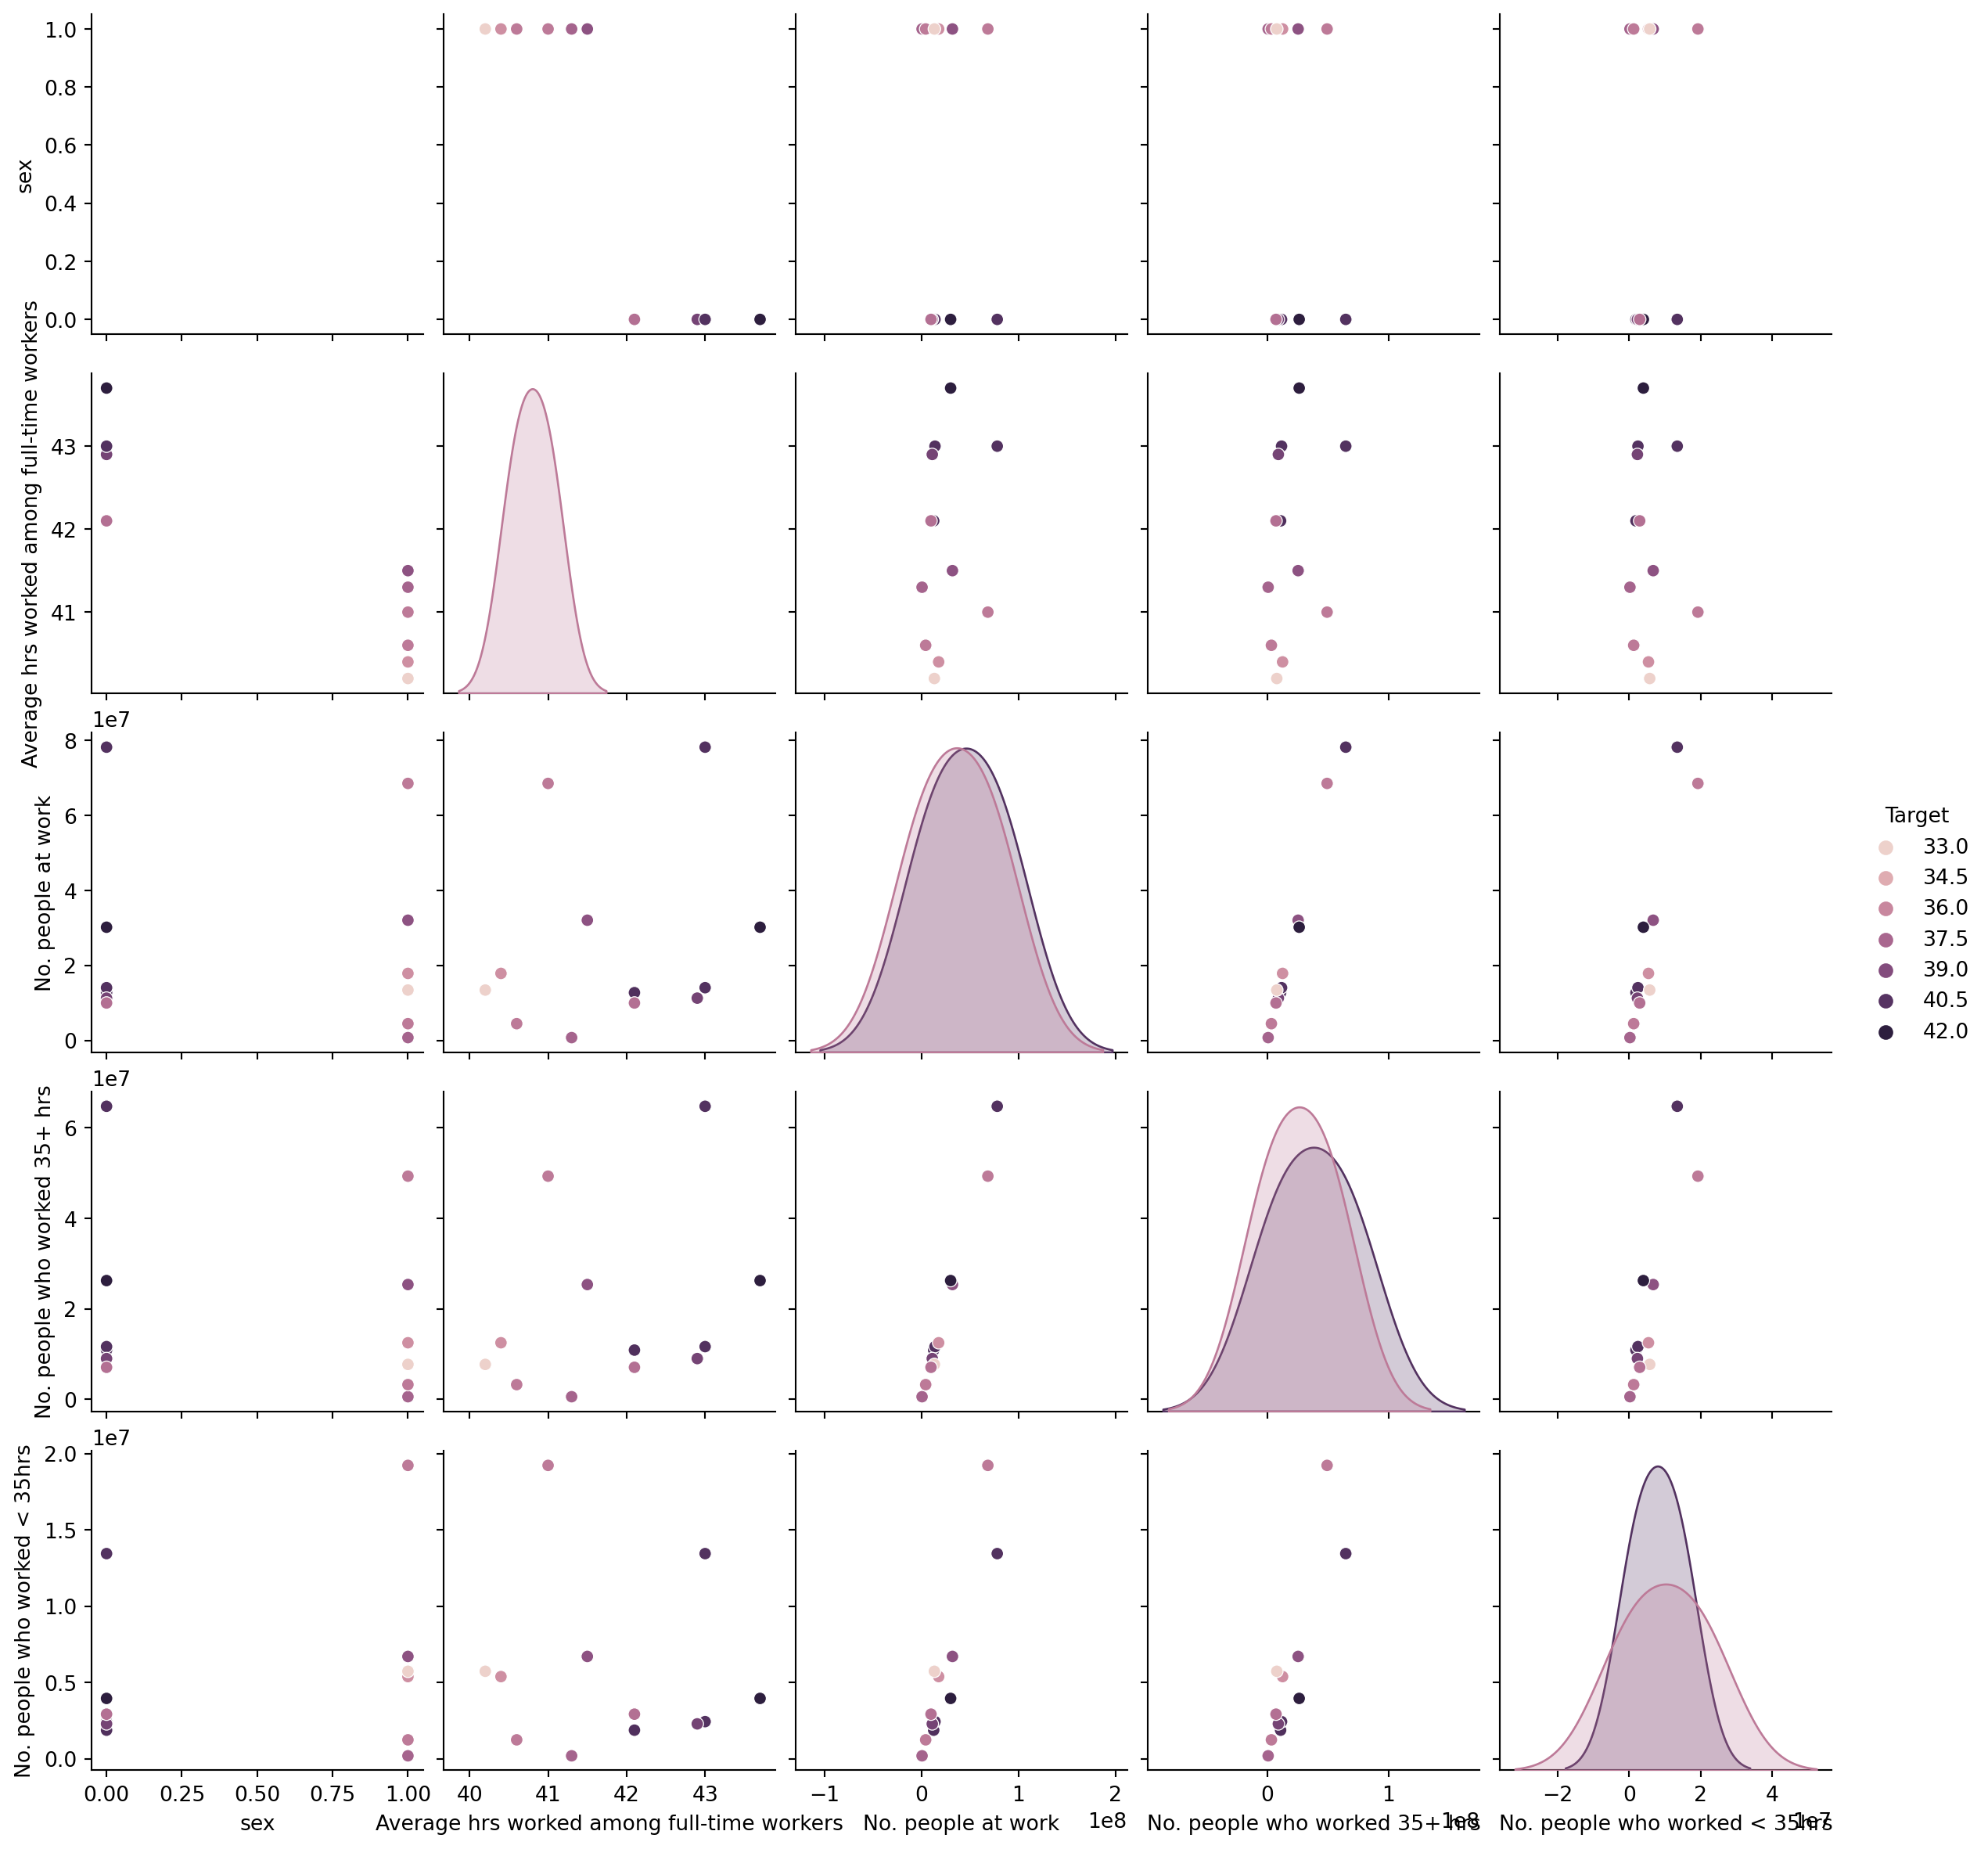 1.0
0.8
0.6
0.4
0.2
0.0
sex
43
42
41
Average hrs worked among full-time workers
1e7
8
6
4
2
0
No. people at work
1e7
6
4
2
0
No. people who worked 35+ hrs
1e7
2.0
1.5
1.0
0.5
0.0
No. people who worked < 35hrs
0.00 0.25 0.50 0.75 1.00
sex
40 41 42 43
Average hrs worked among full-time workers
−1 0 1 2
1e8
No. people at work
0 1
1e8
No. people who worked 35+ hrs
−2 0 2 4
1e7
No. people who worked < 35hrs
Target
33.0
34.5
36.0
37.5
39.0
40.5
42.0